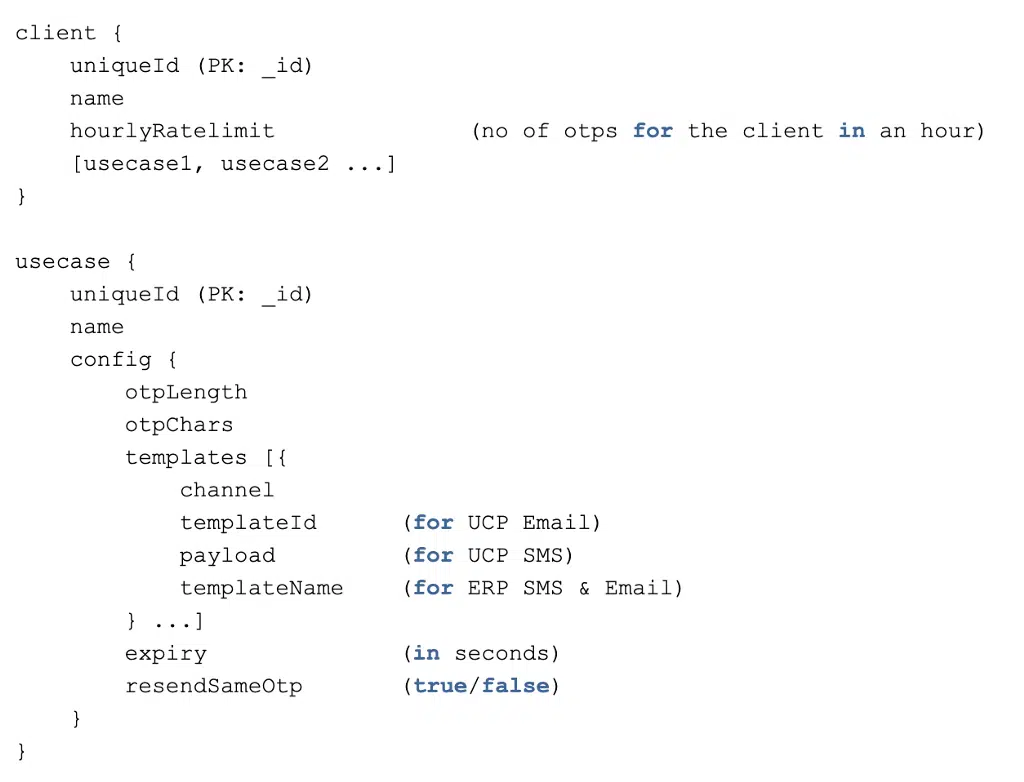 client {
uniqueId (PK: _id)
name
hourlyRatelimit (no of otps for the client in an hour)
[usecase1, usecase2 ...]
}
usecase {
uniqueId (PK: _id)
name
config {
otpLength
otpChars
templates [{
channel
templateId (for UCP Email)
payload (for UCP SMS)
templateName (for ERP SMS & Email)
} ...]
expiry (in seconds)
resendSameOtp (true/false)
}
}